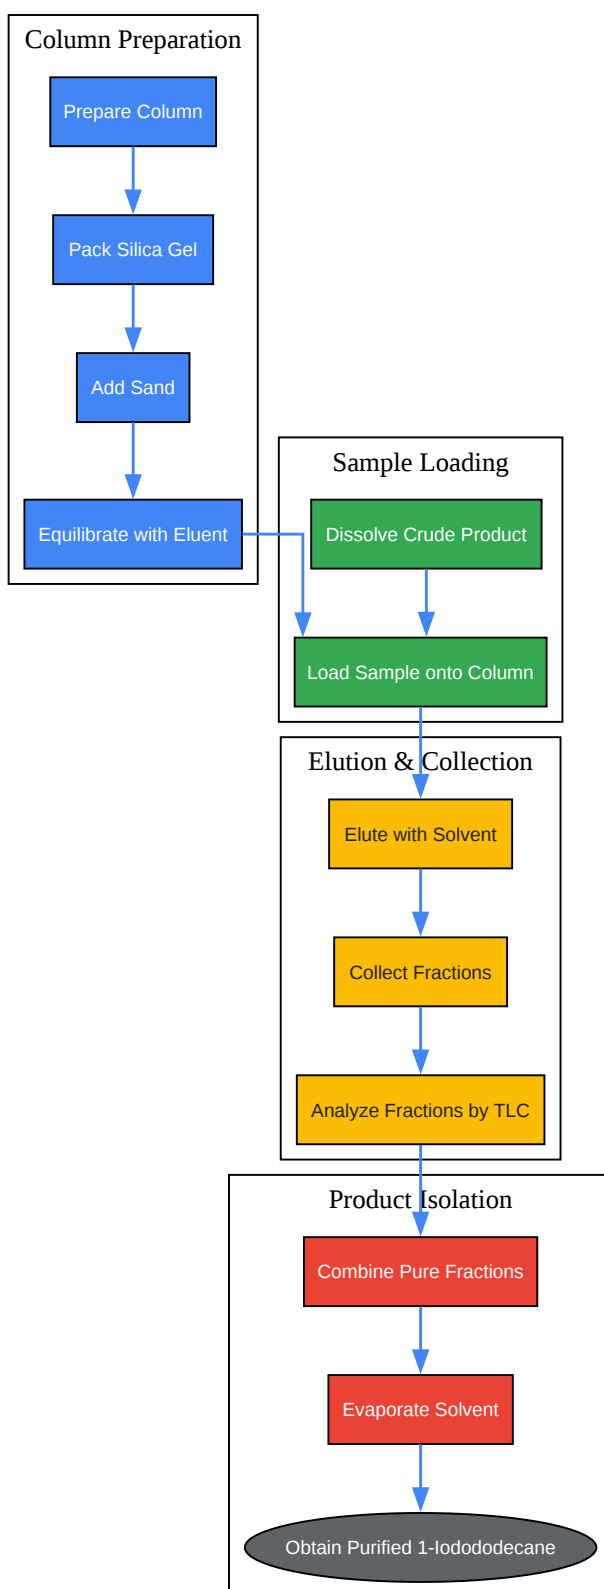 Column Preparation
Prepare Column
Pack Silica Gel
Add Sand
Equilibrate with Eluent
Sample Loading
Dissolve Crude Product
Load Sample onto Column
Elution & Collection
Elute with Solvent
Collect Fractions
Analyze Fractions by TLC
Product Isolation
Combine Pure Fractions
Evaporate Solvent
Obtain Purified 1-Iodododecane